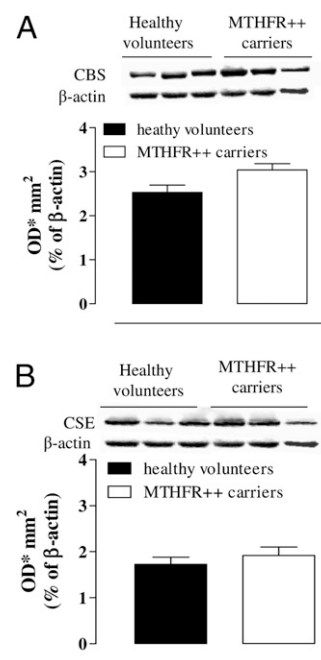 A
Healthy volunteers
MTHFR++ carriers
CBS
β-actin
heathy volunteers
MTHFR++ carriers
OD* mm²
(% of β-actin)
4
3
2
1
0
B
Healthy volunteers
MTHFR++ carriers
CSE
β-actin
healthy volunteers
MTHFR++ carriers
OD* mm²
(% of β-actin)
4
3
2
1
0